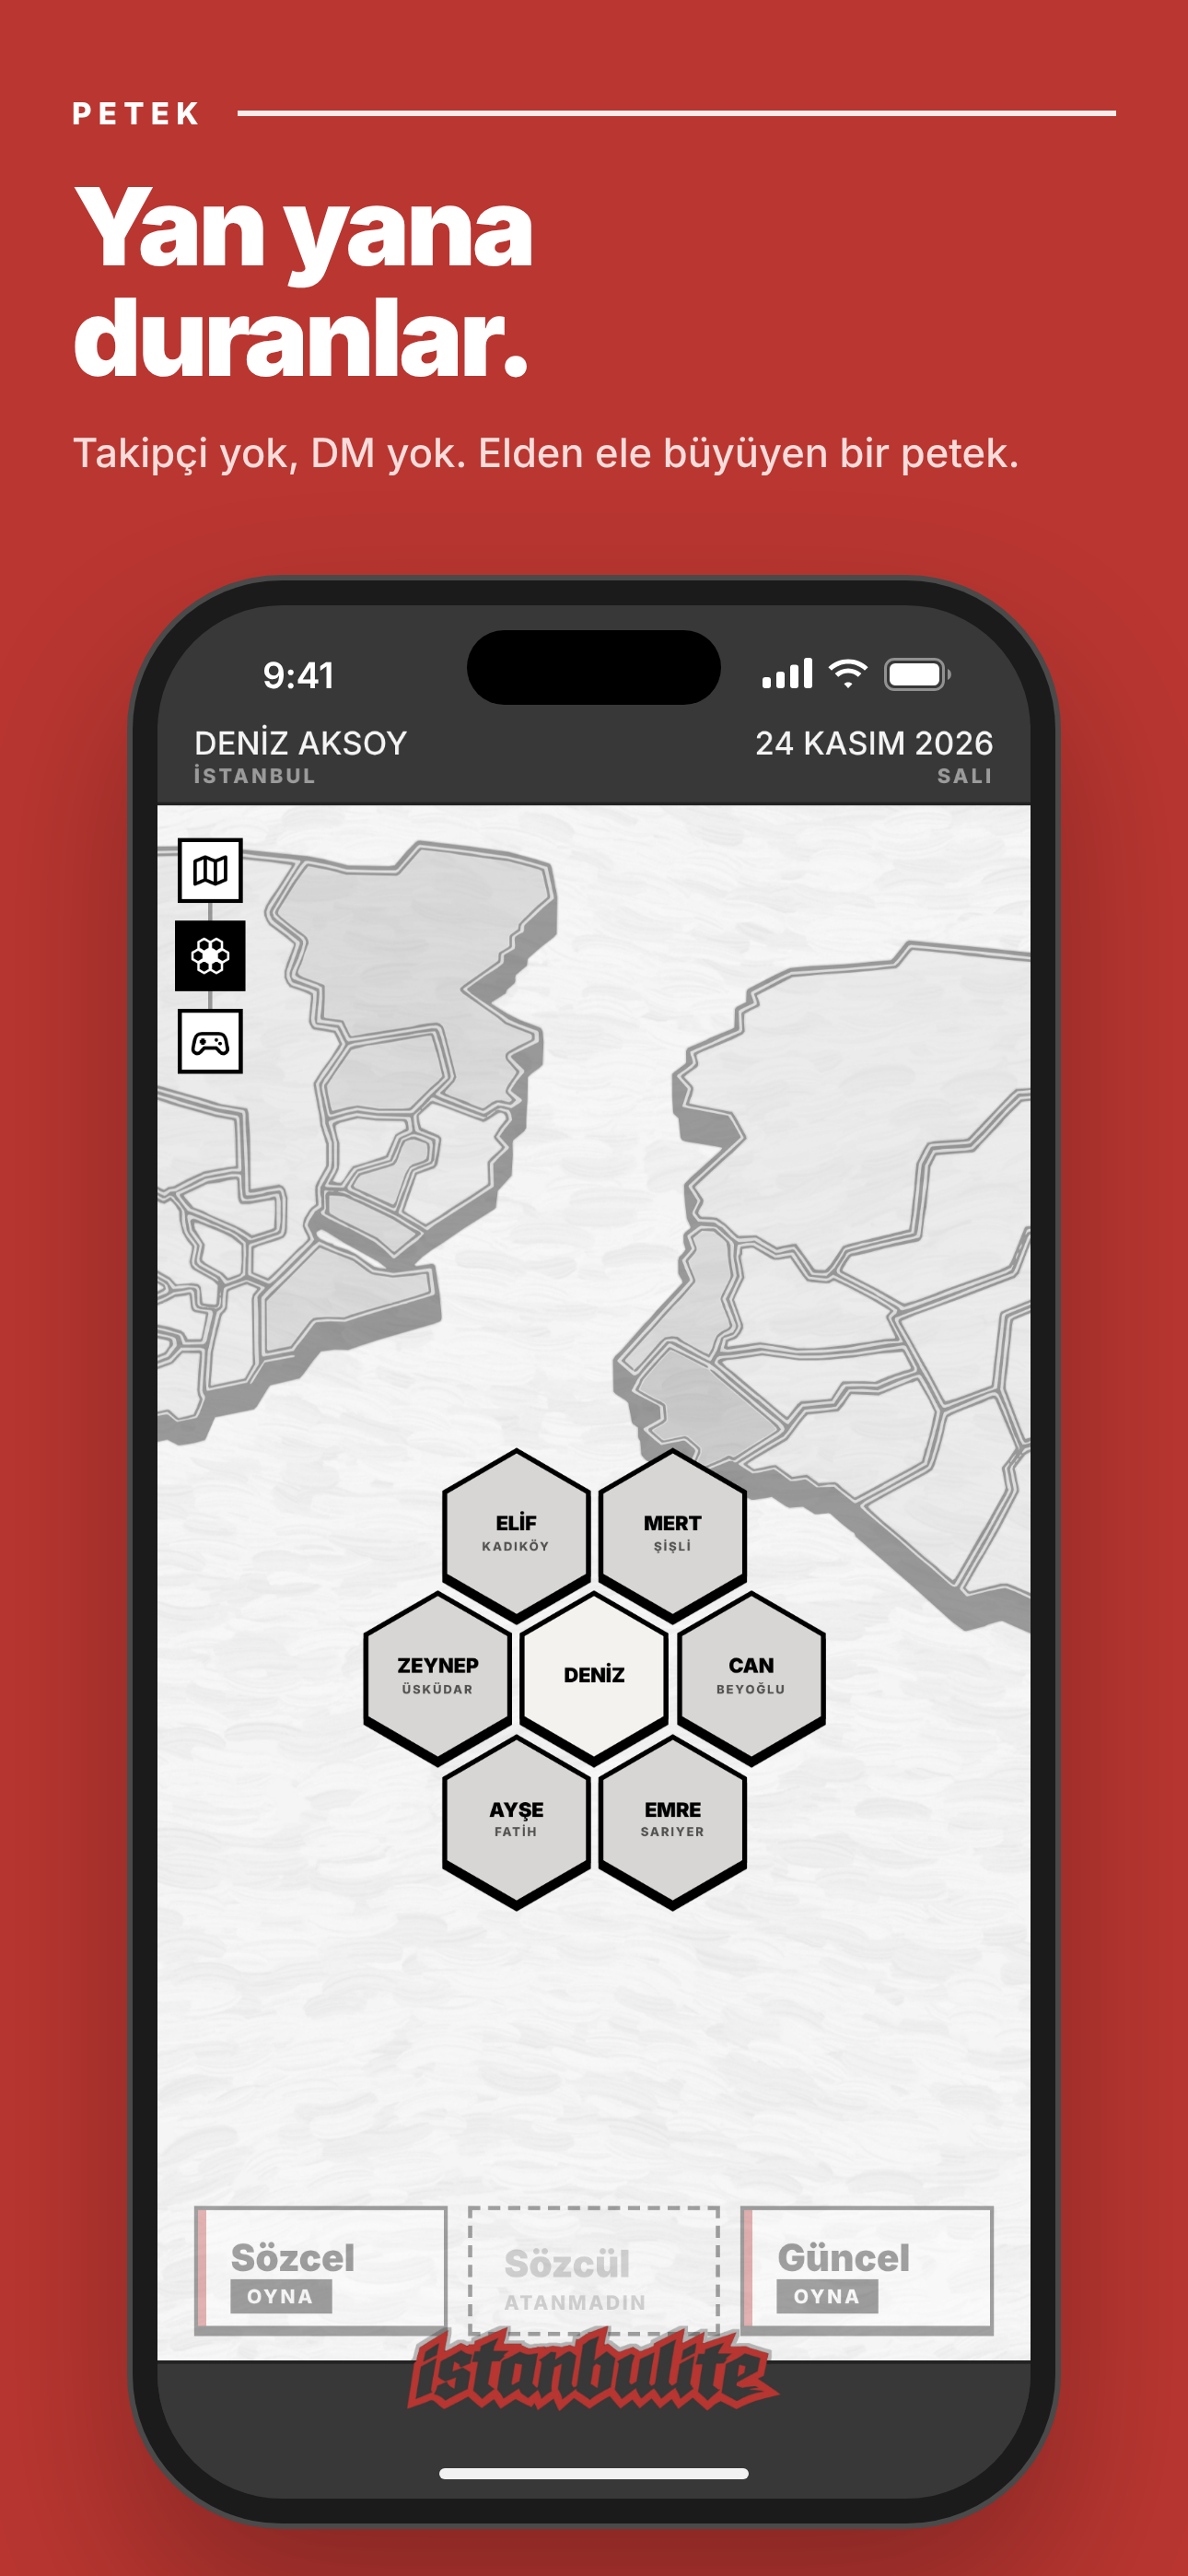 PETEK
Yan yana
duranlar.
Takipçi yok, DM yok. Elden ele büyüyen bir petek.
9:41
DENİZ AKSOY
24 KASIM 2026
İSTANBUL
SALI
ELİF
KADIKÖY
MERT
ŞİŞLİ
ZEYNEP
ÜSKÜDAR
DENİZ
CAN
BEYOĞLU
AYŞE
FATİH
EMRE
SARIYER
Sözcel
OYNA
Sözcül
ATANMADIN
Güncel
OYNA
istanbulite